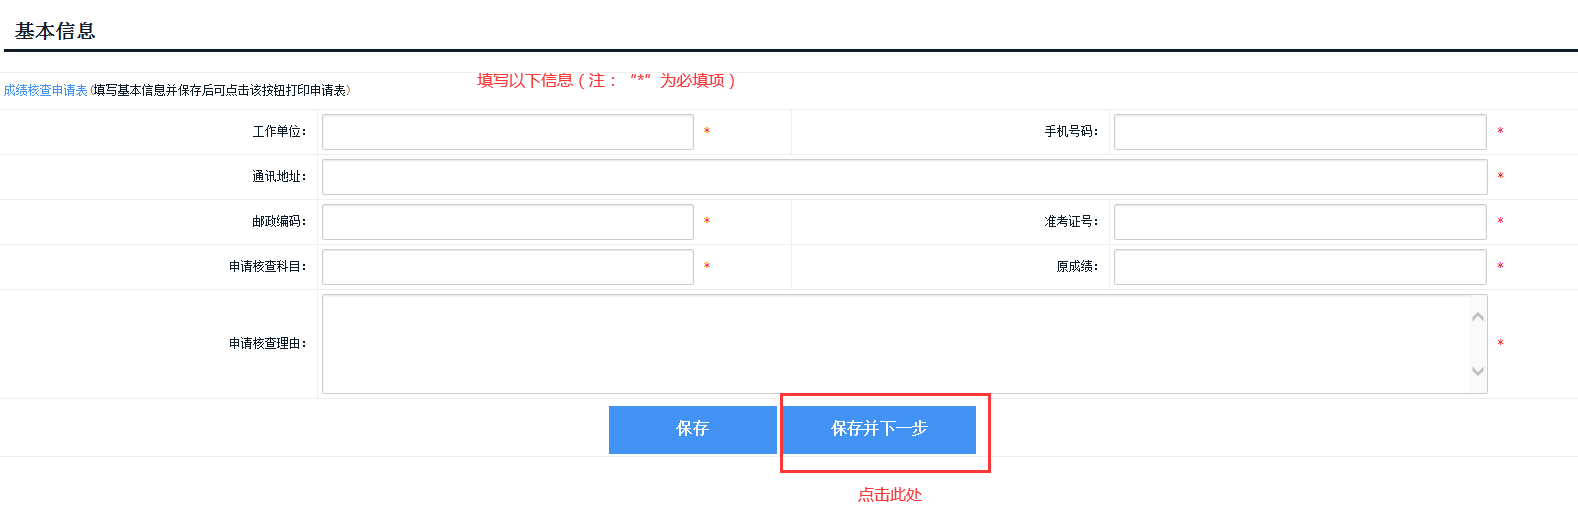 基本信息
填写以下信息（注：“*”为必填项）
成绩核查申请表(填写基本信息并保存后可点击该按钮打印申请表)
工作单位： * 手机号码： *
通讯地址： *
邮政编码： * 准考证号： *
申请核查科目： * 原成绩： *
申请核查理由： *
保存 保存并下一步
点击此处